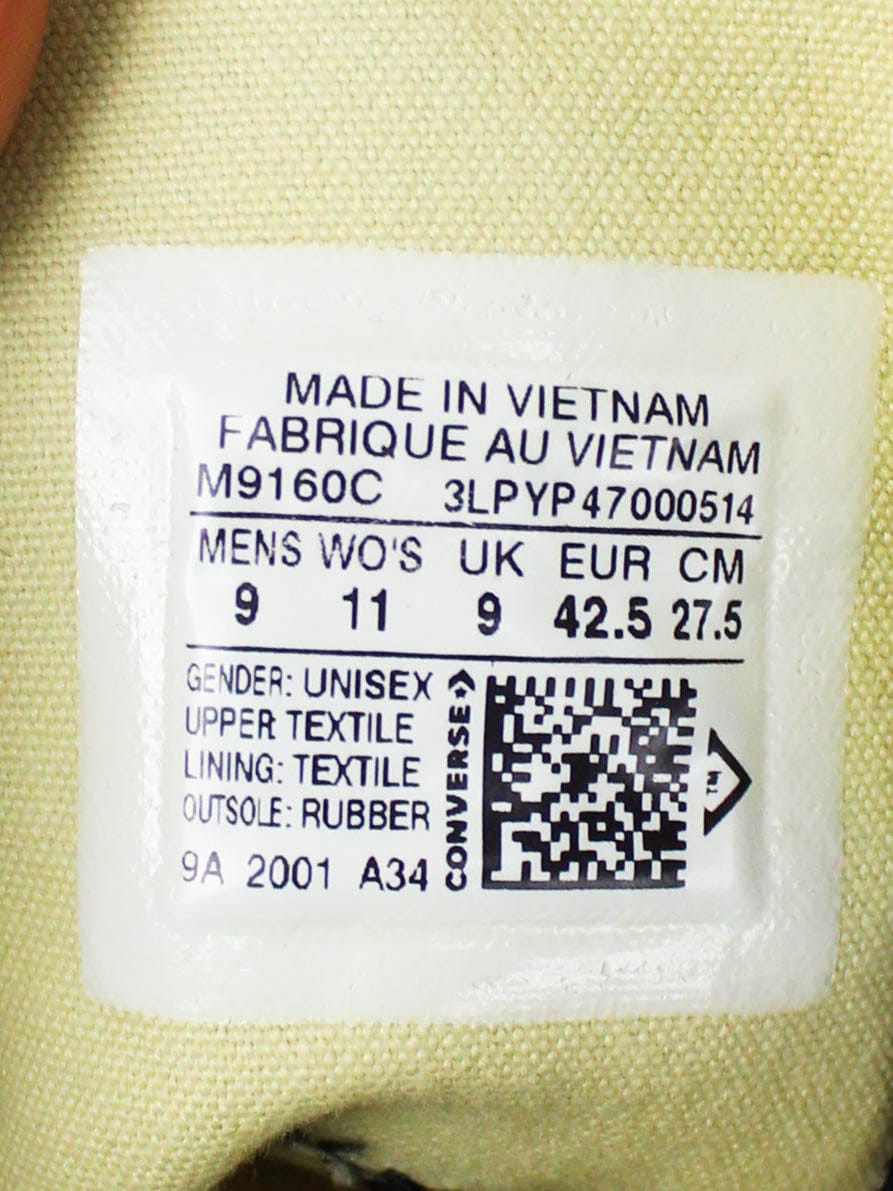 MADE IN VIETNAM
FABRIQUE AU VIETNAM
M9160C 3LPYP47000514
MENS WO'S UK EUR CM
9 11 9 42.5 27.5
GENDER: UNISEX
UPPER TEXTILE
LINING: TEXTILE
OUTSOLE: RUBBER
9A 2001 A34
CONVERSE
TM